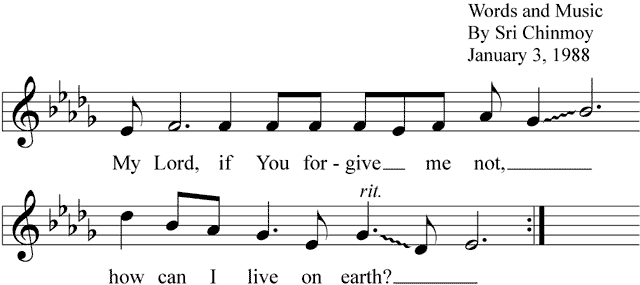 Words and Music
By Sri Chinmoy
January 3, 1988
My Lord, if You for - give me not,
rit.
how can I live on earth?